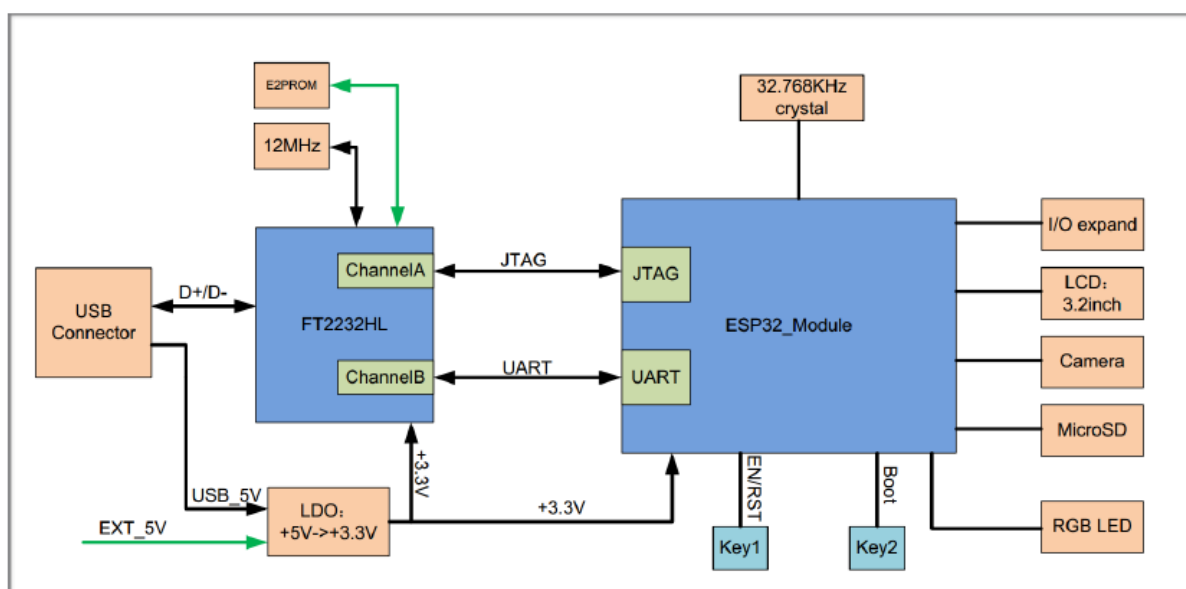 E2PROM
12MHz
32.768KHz
crystal
USB
Connector
D+/D-
FT2232HL
ChannelA
ChannelB
JTAG
UART
JTAG
UART
ESP32_Module
I/O expand
LCD：
3.2inch
Camera
MicroSD
RGB LED
USB_5V
EXT_5V
LDO：
+5V->+3.3V
+3.3V
+3.3V
EN/RST
Boot
Key1
Key2